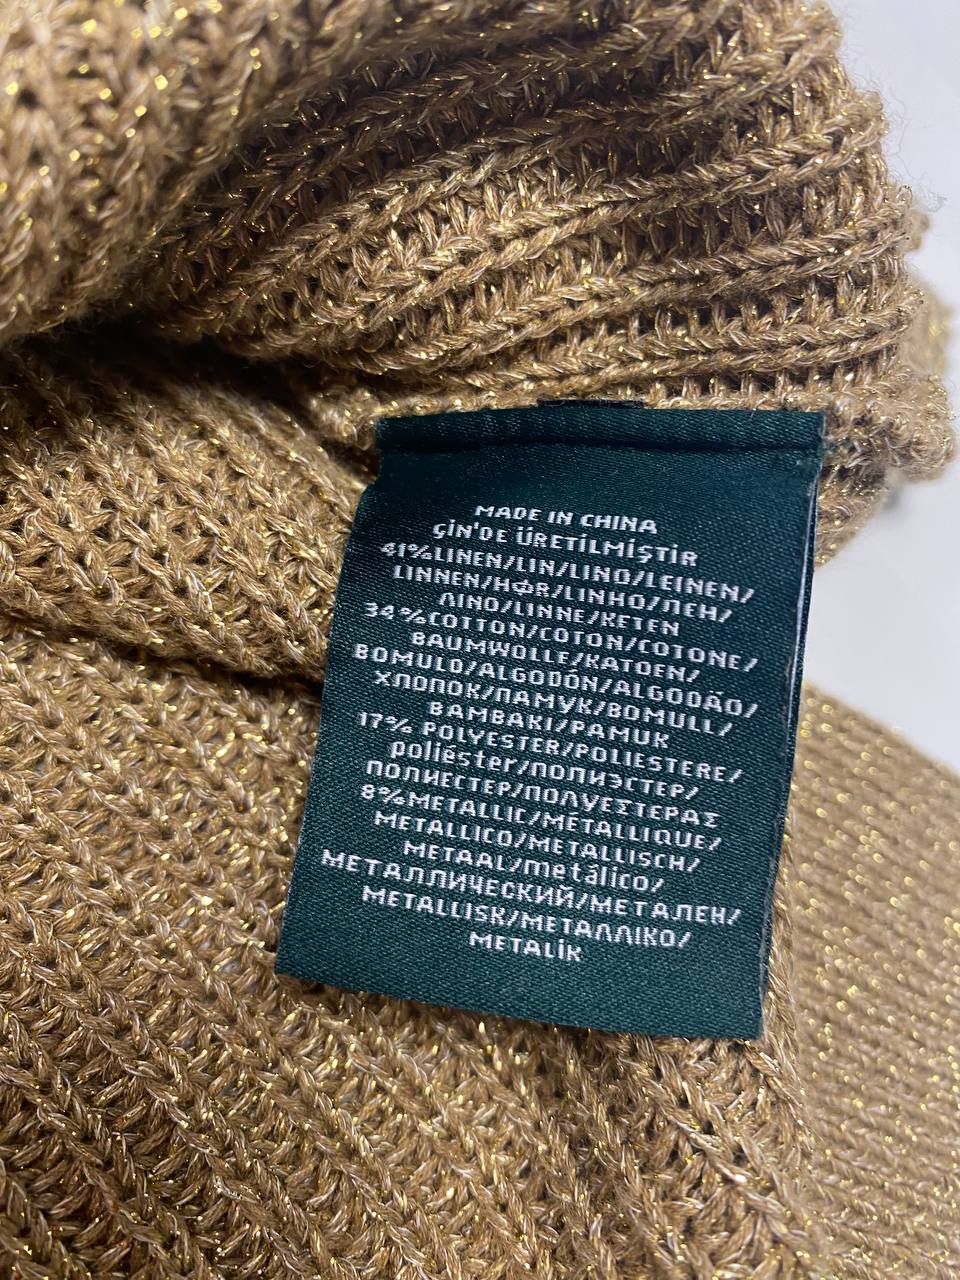 MADE IN CHINA
ÇİN'DE ÜRETİLMİŞTİR
41%LINEN/LIN/LINO/LEINEN/
LINNEN/HØR/LINHO/ЛЕН/
ΛΙΝΟ/LINNE/KETEN
34%COTTON/COTON/COTONE/
BAUMWOLLE/KATOEN/
BOMULD/ALGODÓN/ALGODÃO/
ХЛОПОК/ПАМУК/BOMULL/
ΒΑΜΒΑΚΙ/PAMUK
17% POLYESTER/POLIESTERE/
poliéster/ПОЛИЭСТЕР/
ПОЛИЕСТЕР/ΠΟΛΥΕΣΤΕΡΑΣ
8%METALLIC/MÉTALLIQUE/
METALLICO/METALLISCH/
METAAL/metálico/
МЕТАЛЛИЧЕСКИЙ/МЕТАЛЕН/
METALLISK/ΜΕΤΑΛΛΙΚΟ/
METALİK